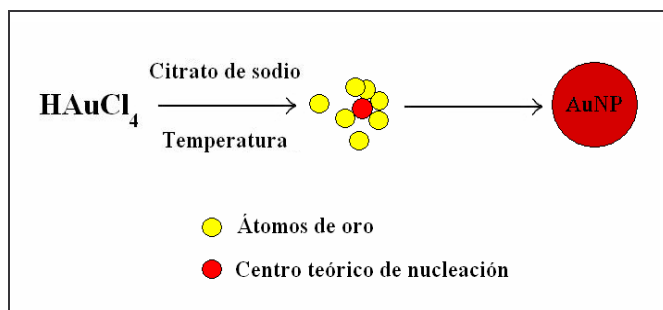 Citrato de sodio
HAuCl₄
Temperatura
AuNP
Átomos de oro
Centro teórico de nucleación